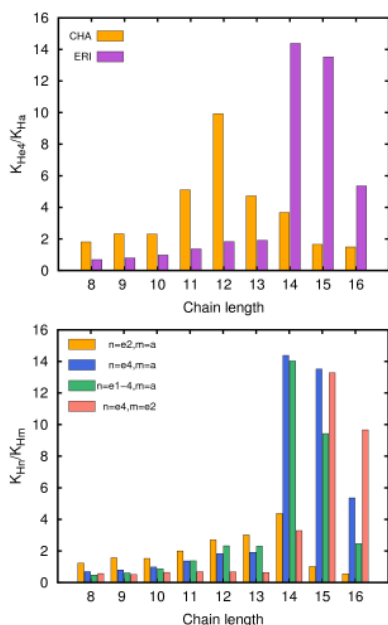 16
14
12
10
8
6
4
2
0
K_He4/K_Ha
CHA
ERI
8 9 10 11 12 13 14 15 16
Chain length
16
14
12
10
8
6
4
2
0
K_Hn/K_Hm
n=e2,m=a
n=e4,m=a
n=e1-4,m=a
n=e4,m=e2
8 9 10 11 12 13 14 15 16
Chain length